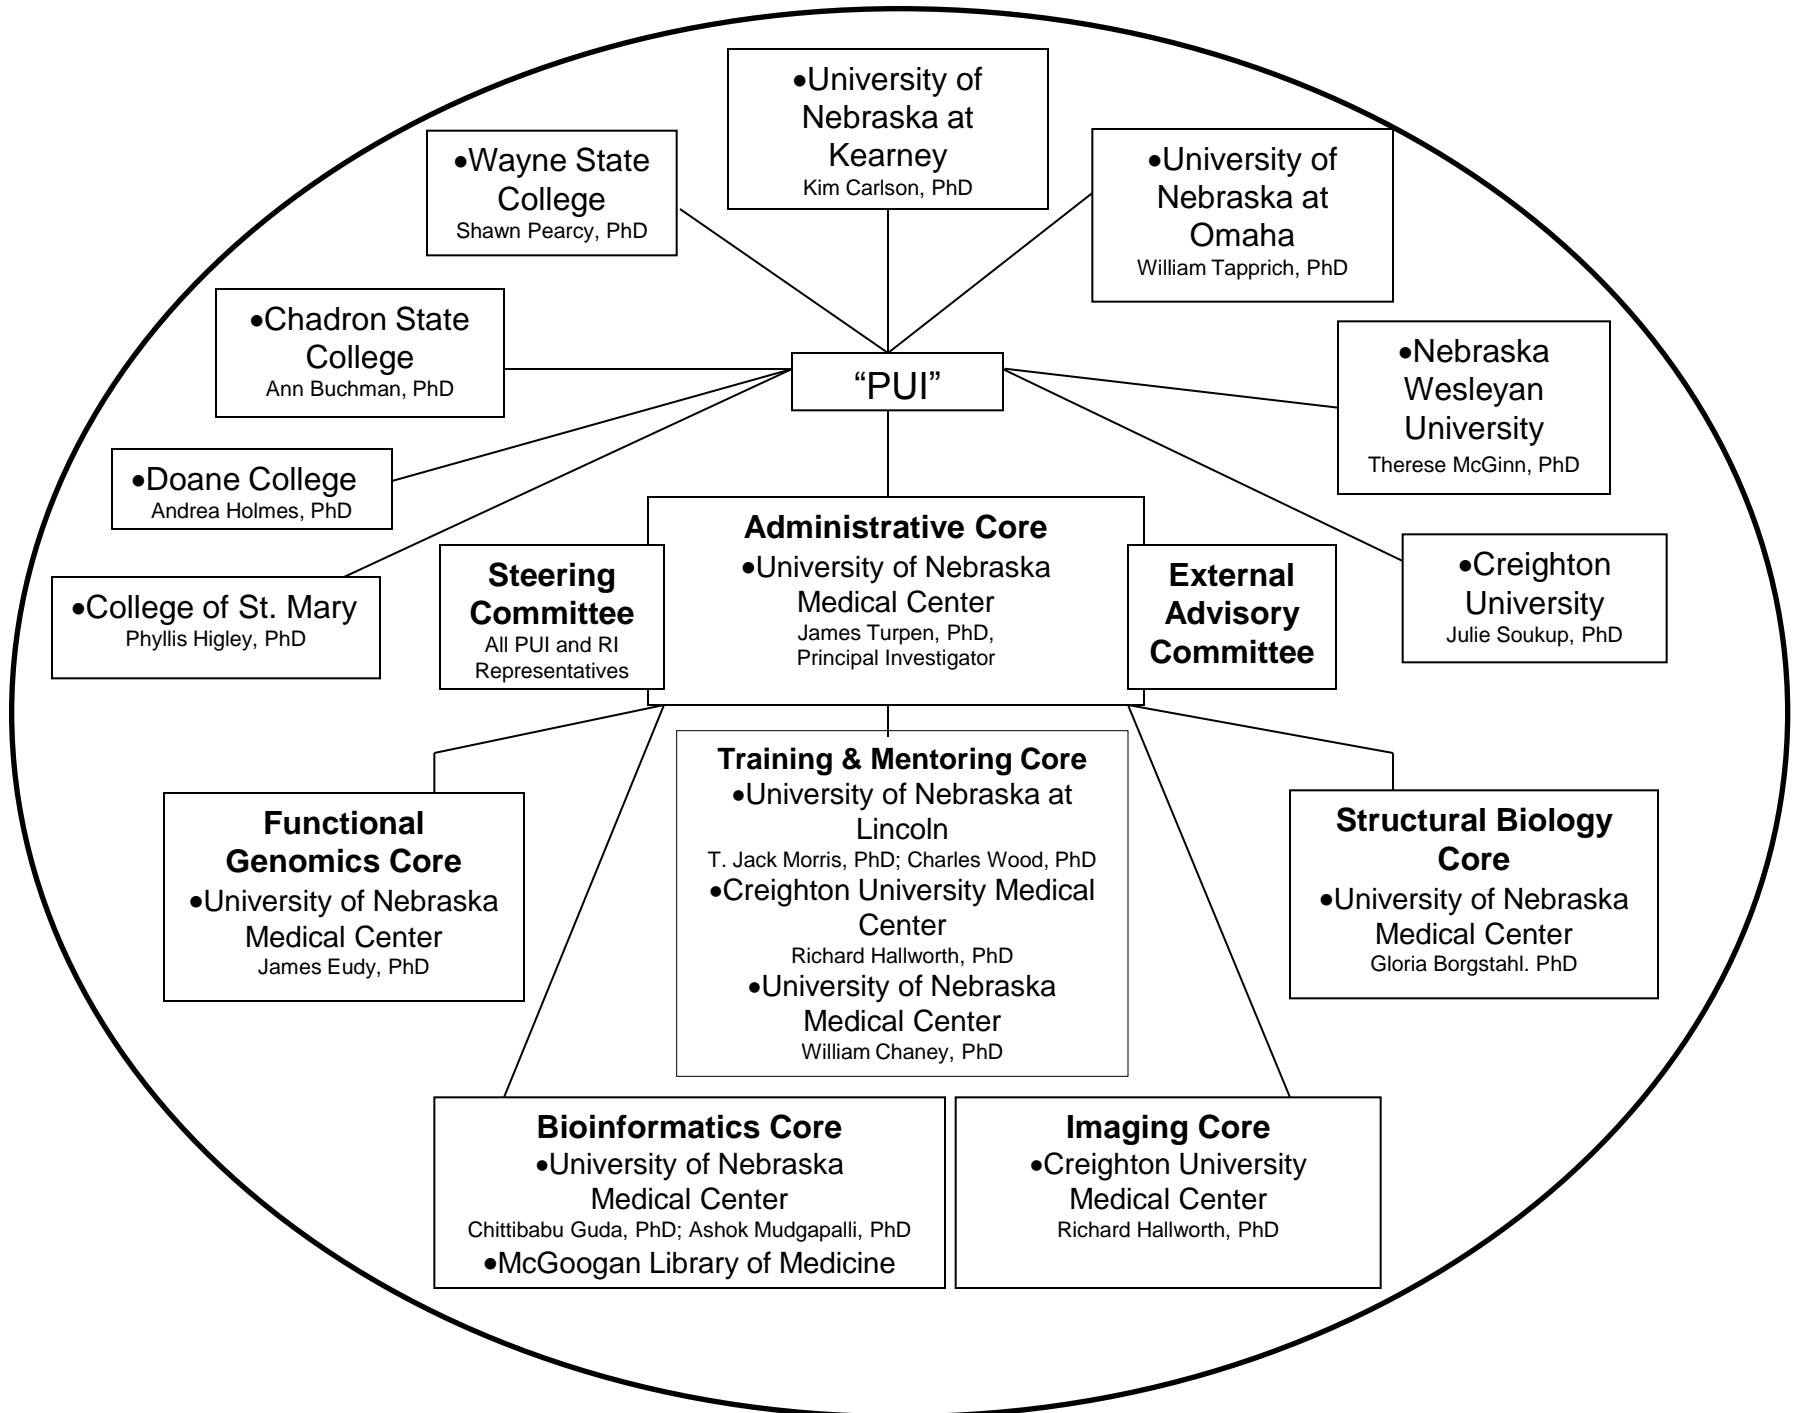 •University of
Nebraska at
Kearney
Kim Carlson, PhD
•Wayne State
College
Shawn Pearcy, PhD
•University of
Nebraska at
Omaha
William Tapprich, PhD
•Chadron State
College
Ann Buchman, PhD
•Nebraska
Wesleyan
University
Therese McGinn, PhD
“PUI”
•Doane College
Andrea Holmes, PhD
•College of St. Mary
Phyllis Higley, PhD
Steering
Committee
All PUI and RI
Representatives
Administrative Core
•University of Nebraska
Medical Center
James Turpen, PhD,
Principal Investigator
External
Advisory
Committee
•Creighton
University
Julie Soukup, PhD
Functional
Genomics Core
•University of Nebraska
Medical Center
James Eudy, PhD
Training & Mentoring Core
•University of Nebraska at
Lincoln
T. Jack Morris, PhD; Charles Wood, PhD
•Creighton University Medical
Center
Richard Hallworth, PhD
•University of Nebraska
Medical Center
William Chaney, PhD
Structural Biology
Core
•University of Nebraska
Medical Center
Gloria Borgstahl. PhD
Bioinformatics Core
•University of Nebraska
Medical Center
Chittibabu Guda, PhD; Ashok Mudgapalli, PhD
•McGoogan Library of Medicine
Imaging Core
•Creighton University
Medical Center
Richard Hallworth, PhD